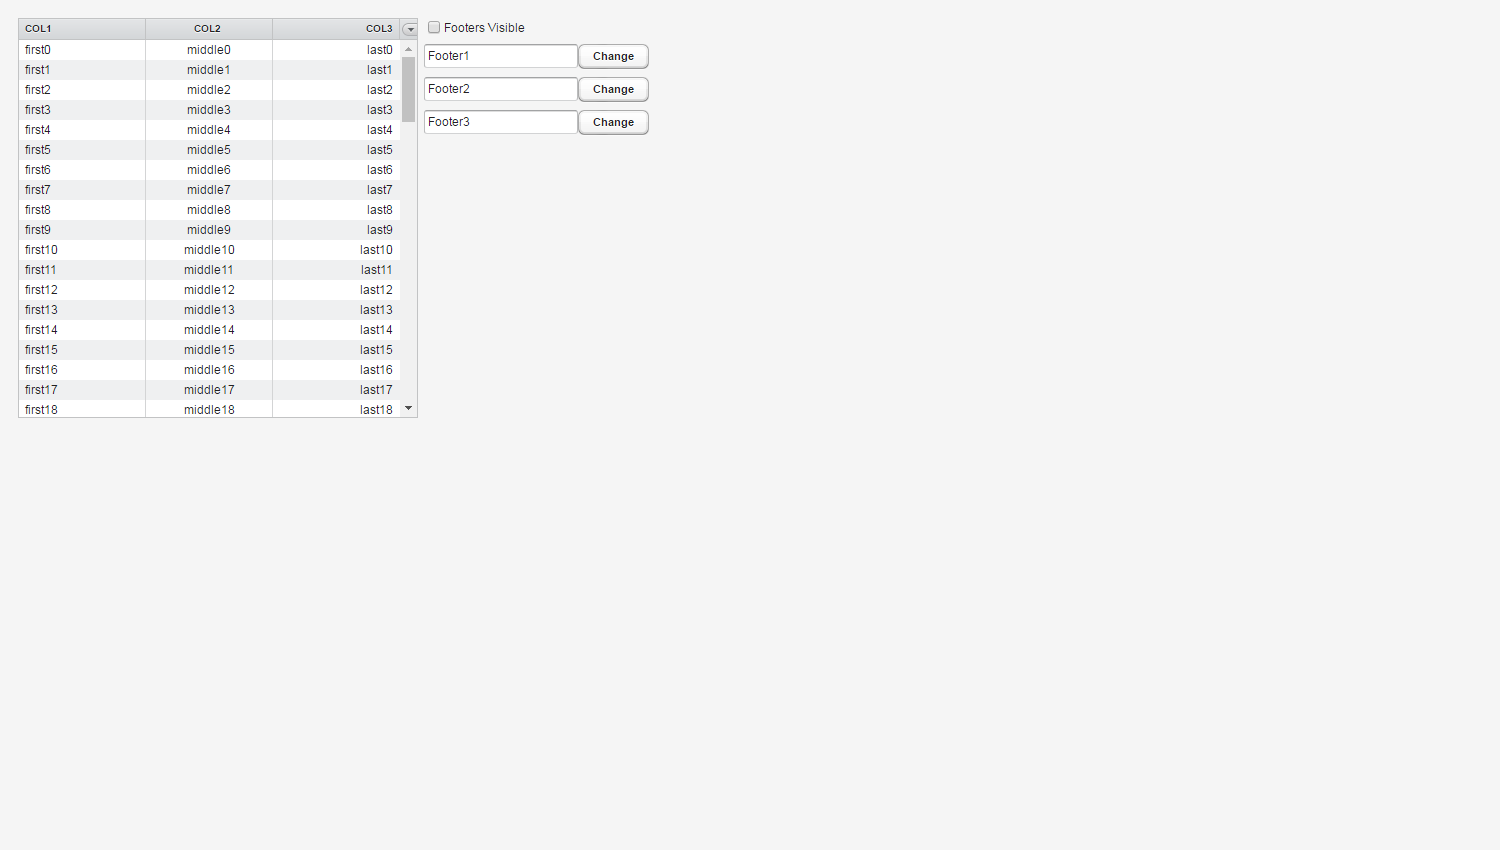 COL1 COL2 COL3
first0 middle0 last0
first1 middle1 last1
first2 middle2 last2
first3 middle3 last3
first4 middle4 last4
first5 middle5 last5
first6 middle6 last6
first7 middle7 last7
first8 middle8 last8
first9 middle9 last9
first10 middle10 last10
first11 middle11 last11
first12 middle12 last12
first13 middle13 last13
first14 middle14 last14
first15 middle15 last15
first16 middle16 last16
first17 middle17 last17
first18 middle18 last18
Footers Visible
Footer1 Change
Footer2 Change
Footer3 Change